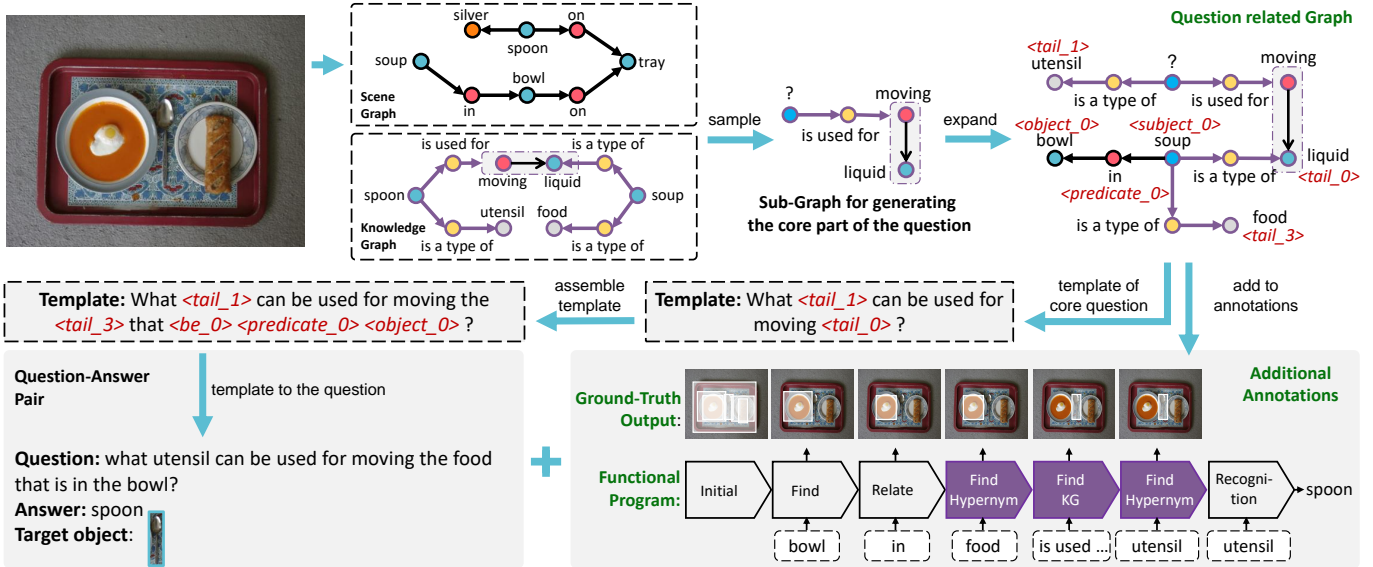 silver
on
spoon
soup
bowl
tray
in
on
Scene
Graph
is used for
is a type of
moving
liquid
spoon
soup
utensil
food
Knowledge
Graph
is a type of
is a type of
sample
?
moving
is used for
liquid
Sub-Graph for generating
the core part of the question
expand
Question related Graph
<tail_1>
utensil
?
moving
is a type of
is used for
<object_0>
<subject_0>
bowl
soup
liquid
in
is a type of
<tail_0>
<predicate_0>
is a type of
food
<tail_3>
Template: What <tail_1> can be used for moving the
<tail_3> that <be_0> <predicate_0> <object_0> ?
assemble
template
Template: What <tail_1> can be used for
moving <tail_0> ?
template of
core question
add to
annotations
Question-Answer
Pair
template to the question
Question: what utensil can be used for moving the food
that is in the bowl?
Answer: spoon
Target object:
Additional
Annotations
Ground-Truth
Output:
Functional
Program:
Initial
Find
Relate
Find
Hypernym
Find
KG
Find
Hypernym
Recogni-
tion
spoon
bowl
in
food
is used ...
utensil
utensil